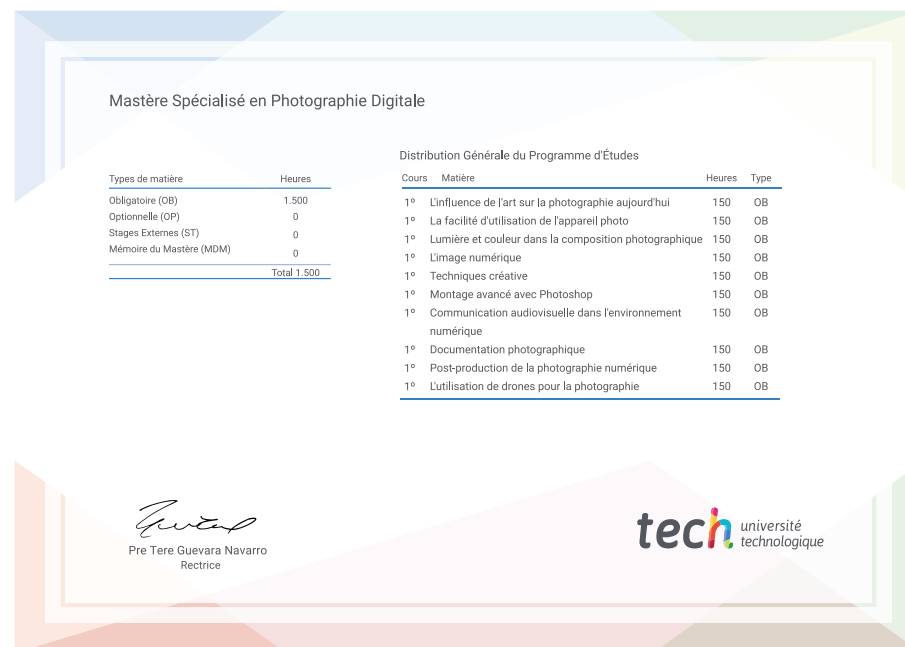 Mastère Spécialisé en Photographie Digitale
Types de matière Heures
Obligatoire (OB) 1.500
Optionnelle (OP) 0
Stages Externes (ST) 0
Mémoire du Mastère (MDM) 0
Total 1.500
Distribution Générale du Programme d'Études
Cours Matière Heures Type
1º L'influence de l'art sur la photographie aujourd'hui 150 OB
1º La facilité d'utilisation de l'appareil photo 150 OB
1º Lumière et couleur dans la composition photographique 150 OB
1º L'image numérique 150 OB
1º Techniques créative 150 OB
1º Montage avancé avec Photoshop 150 OB
1º Communication audiovisuelle dans l'environnement 150 OB
numérique
1º Documentation photographique 150 OB
1º Post-production de la photographie numérique 150 OB
1º L'utilisation de drones pour la photographie 150 OB
Pre Tere Guevara Navarro
Rectrice
tech université
technologique